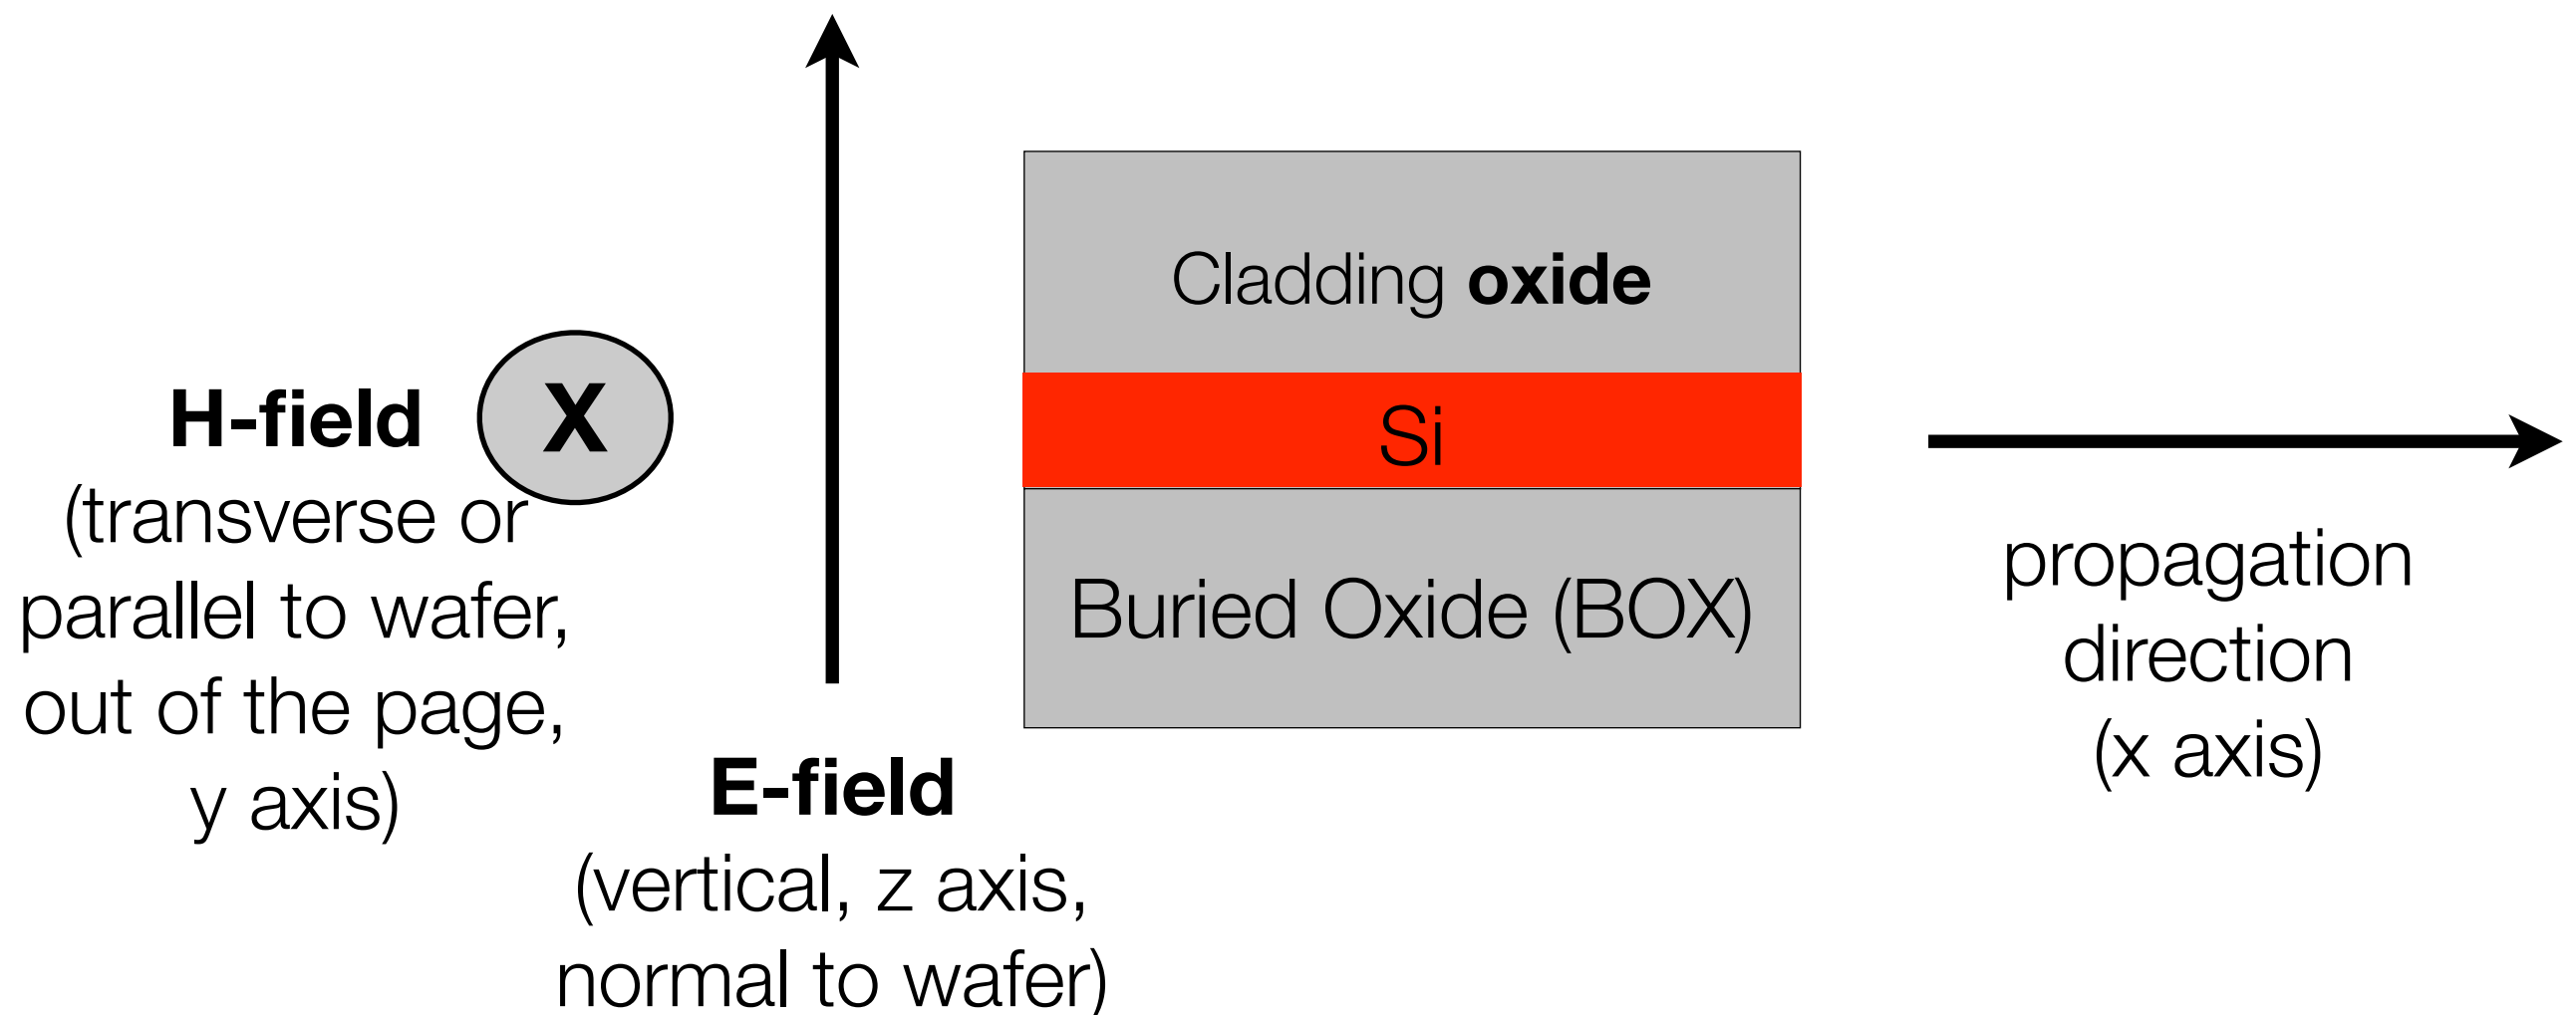 H-field
X
(transverse or
parallel to wafer,
out of the page,
y axis)
E-field
(vertical, z axis,
normal to wafer)
Cladding oxide
Si
Buried Oxide (BOX)
propagation
direction
(x axis)